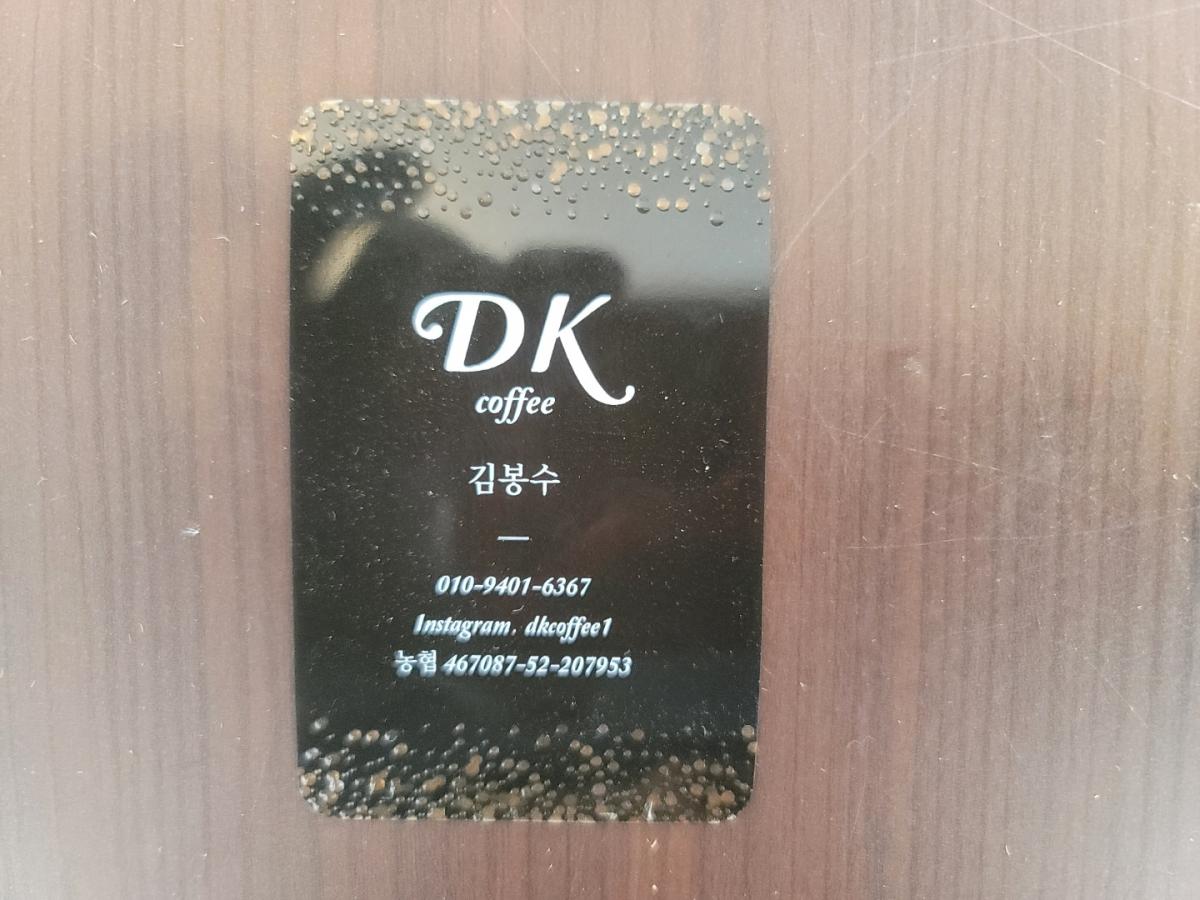 DK
coffee
김봉수
010-9401-6367
Instagram. dkcoffee1
농협 467087-52-207953